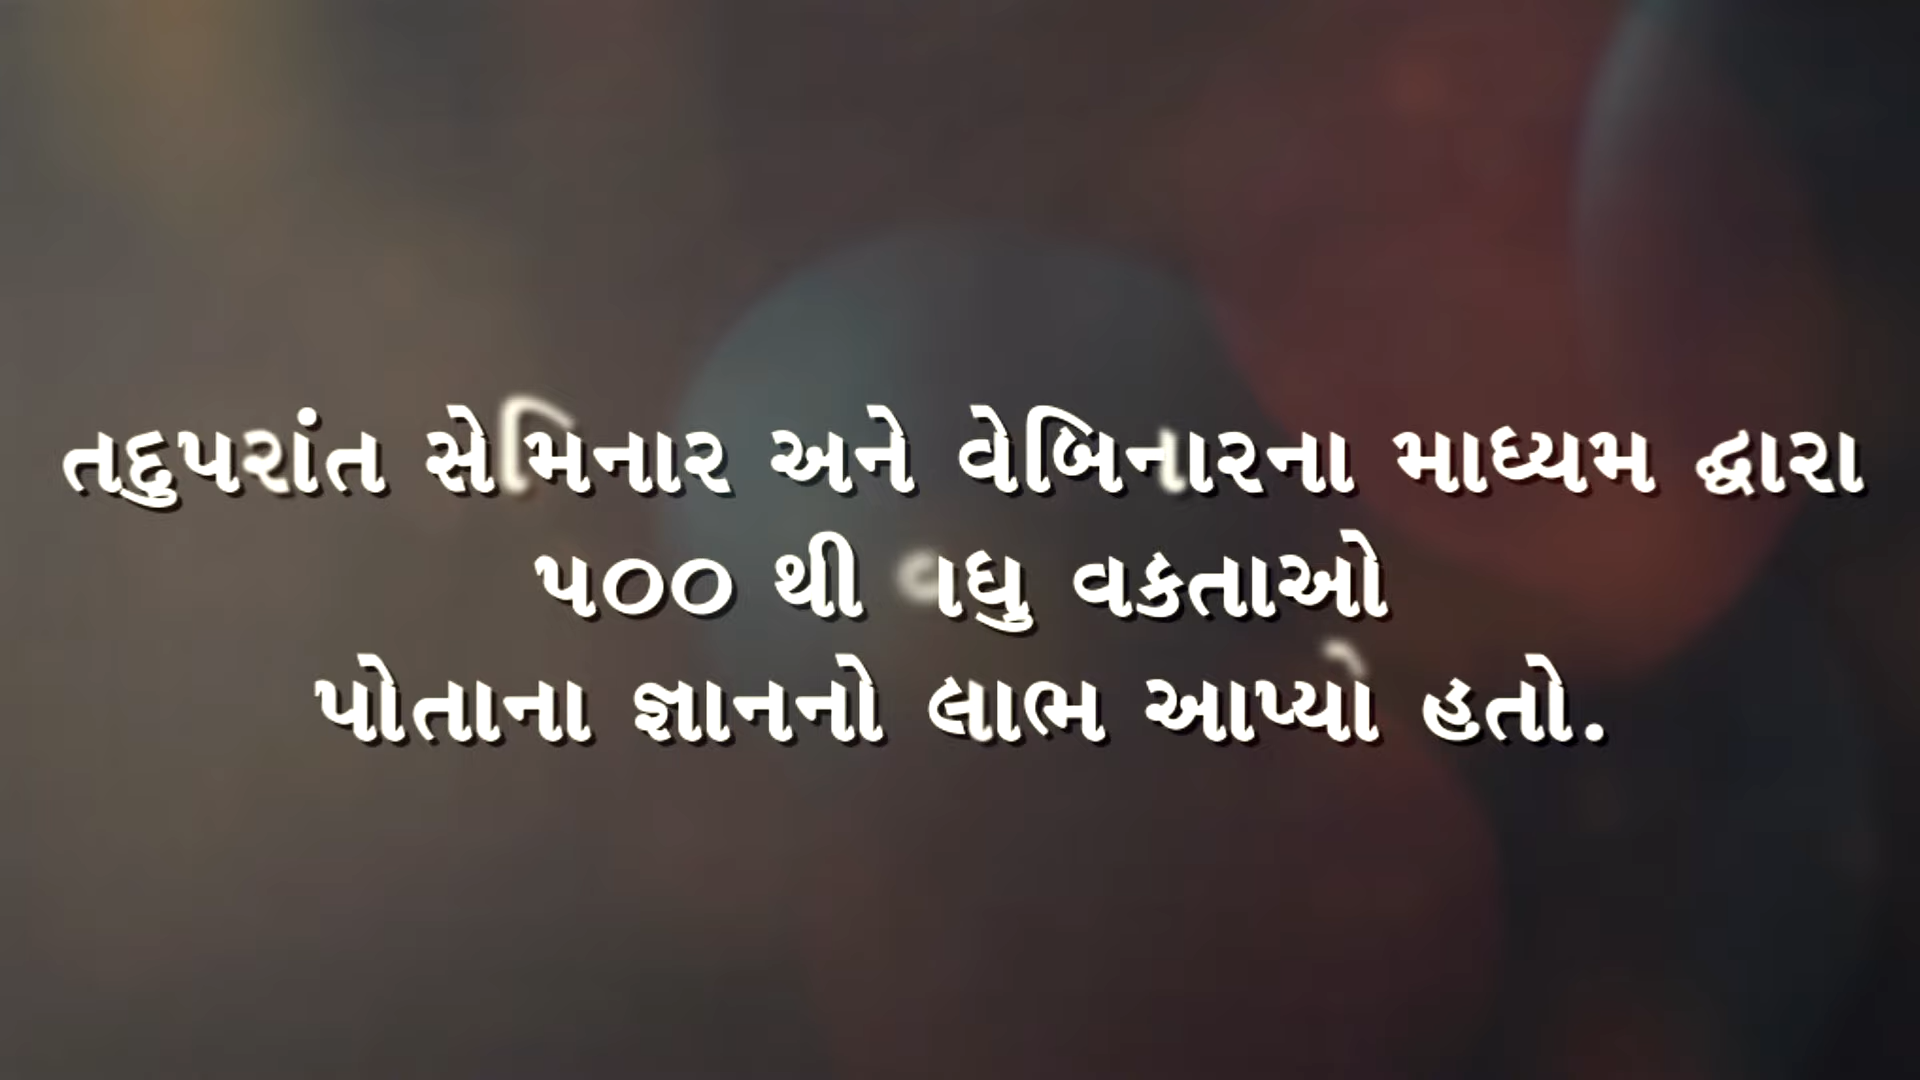 તદુપરાંત સેમિનાર અને વેબિનારના માધ્યમ દ્વારા
૫૦૦ થી વધુ વકતાઓ
પોતાના જ્ઞાનનો લાભ આપ્યો હતો.